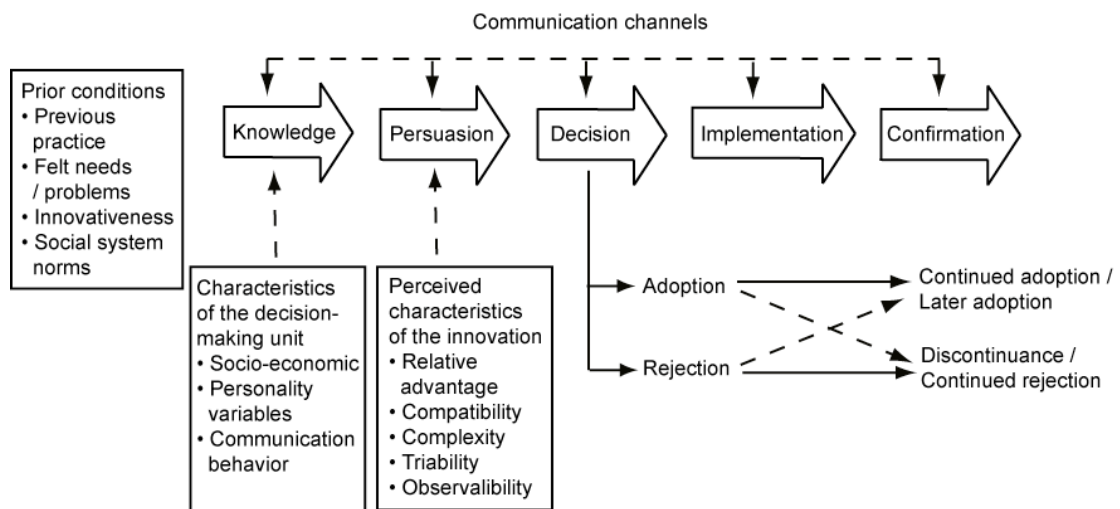 Communication channels
Prior conditions
• Previous
practice
• Felt needs
/ problems
• Innovativeness
• Social system
norms
Knowledge
Persuasion
Decision
Implementation
Confirmation
Characteristics
of the decision-
making unit
• Socio-economic
• Personality
variables
• Communication
behavior
Perceived
characteristics
of the innovation
• Relative
advantage
• Compatibility
• Complexity
• Triability
• Observalibility
Adoption
Rejection
Continued adoption /
Later adoption
Discontinuance /
Continued rejection